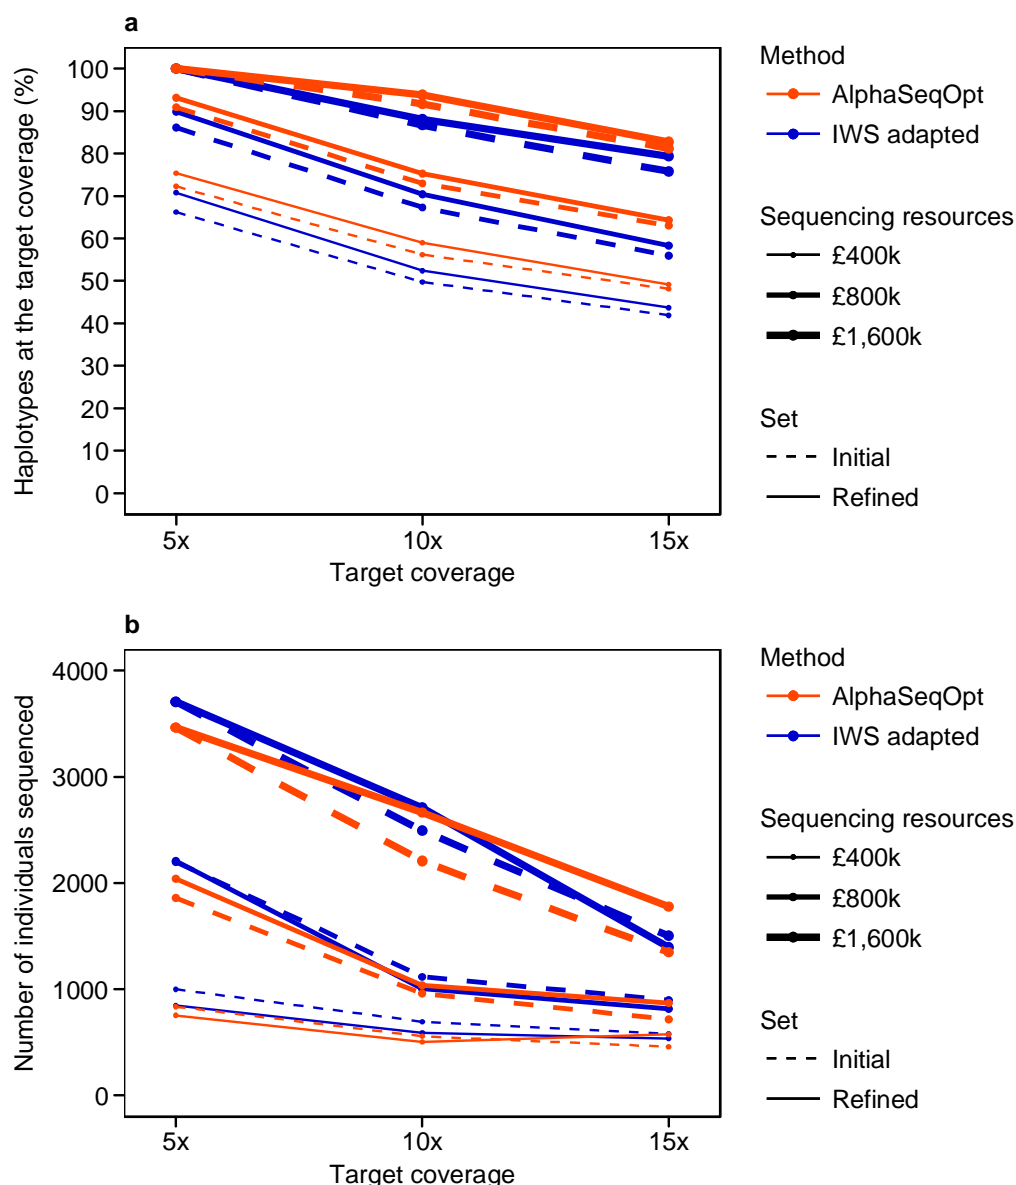 a
Haplotypes at the target coverage (%)
100
90
80
70
60
50
40
30
20
10
0
5x
10x
15x
Target coverage
Method
AlphaSeqOpt
IWS adapted
Sequencing resources
£400k
£800k
£1,600k
Set
Initial
Refined
b
Number of individuals sequenced
4000
3000
2000
1000
0
5x
10x
15x
Target coverage
Method
AlphaSeqOpt
IWS adapted
Sequencing resources
£400k
£800k
£1,600k
Set
Initial
Refined